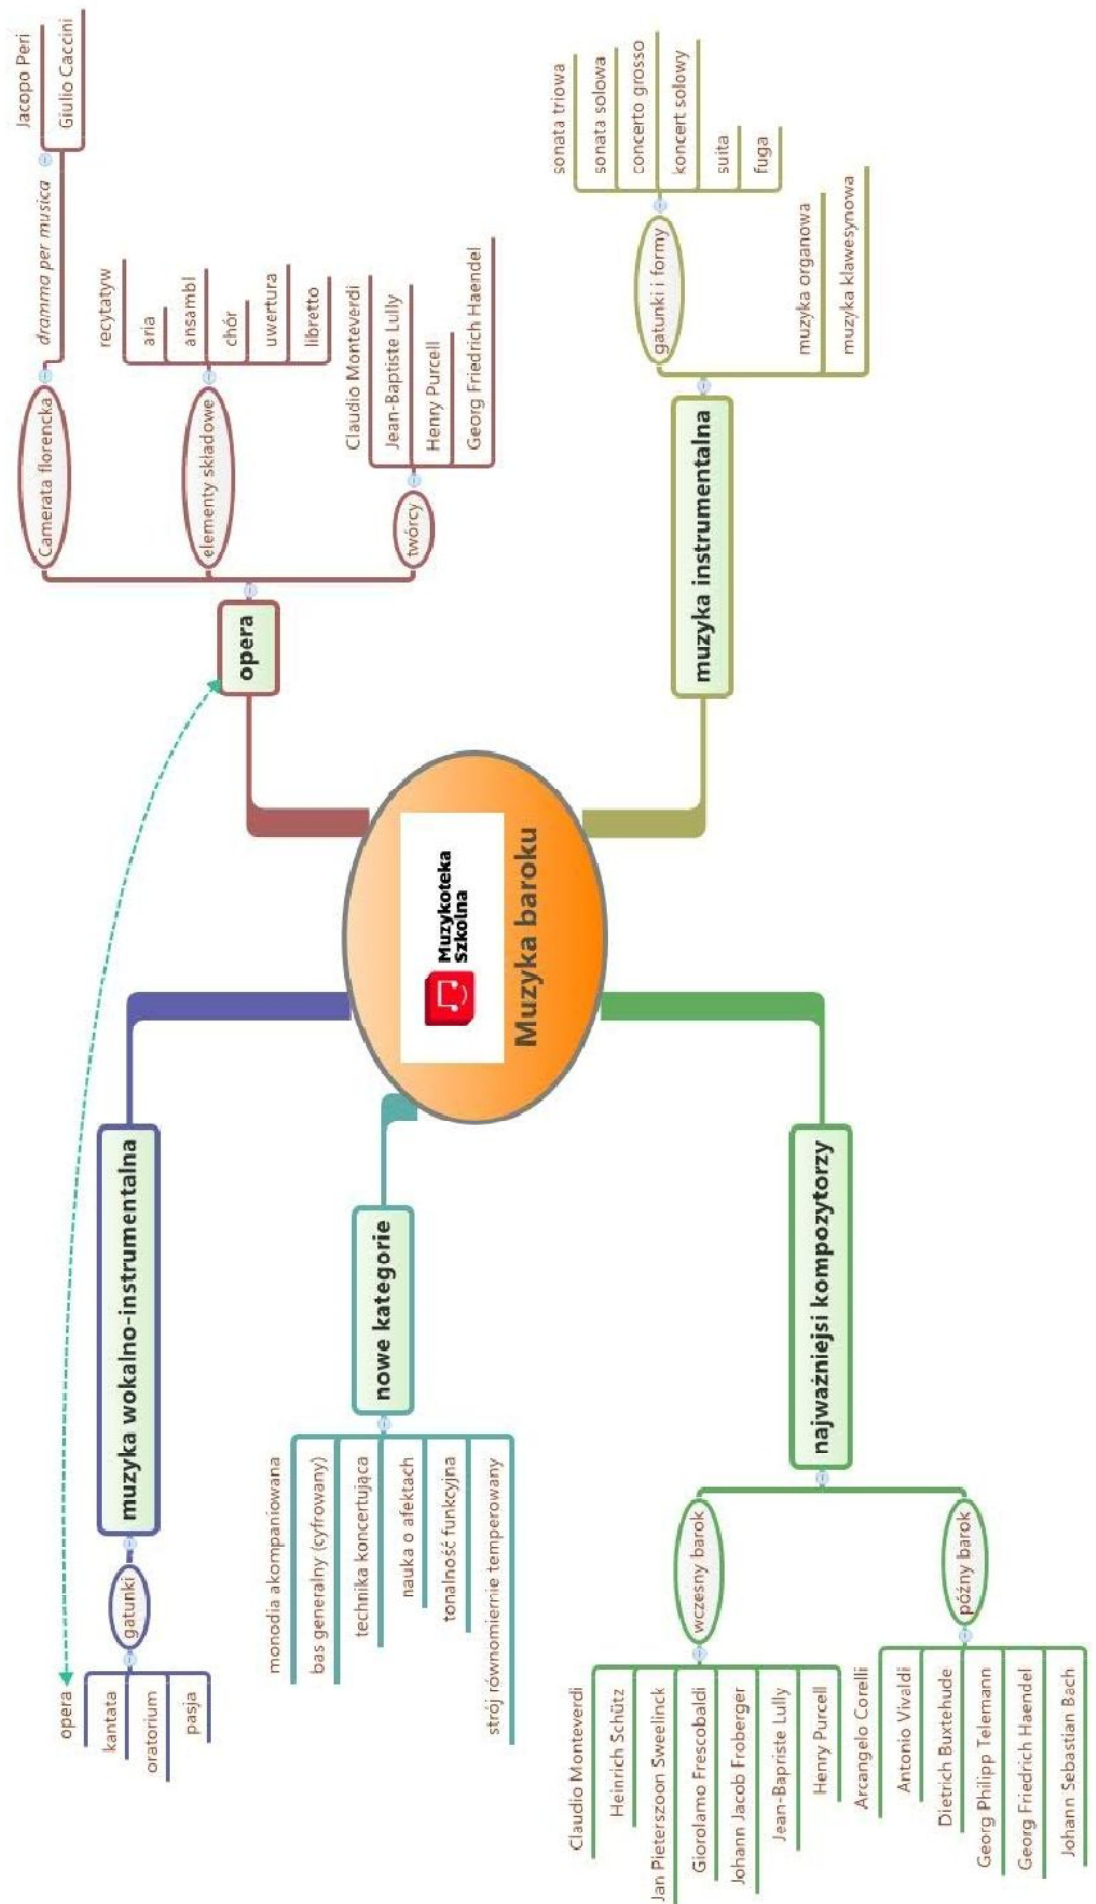 Muzykoteka
Szkolna
Muzyka baroku
muzyka wokalno-instrumentalna
gatunki
opera
kantata
oratorium
pasja
nowe kategorie
monodia akompaniowana
bas generalny (cyfrowany)
technika koncertująca
nauka o afektach
tonalność funkcyjna
strój równomiernie temperowany
najważniejsi kompozytorzy
wczesny barok
Claudio Monteverdi
Heinrich Schütz
Jan Pieterszoon Sweelinck
Giorolamo Frescobaldi
Johann Jacob Froberger
Jean-Bapriste Lully
Henry Purcell
późny barok
Arcangelo Corelli
Antonio Vivaldi
Dietrich Buxtehude
Georg Philipp Telemann
Georg Friedrich Haendel
Johann Sebastian Bach
opera
Camerata florencka
dramma per musica
Jacopo Peri
Giulio Caccini
elementy składowe
recytatyw
aria
ansambl
chór
uwertura
libretto
twórcy
Claudio Monteverdi
Jean-Baptiste Lully
Henry Purcell
Georg Friedrich Haendel
muzyka instrumentalna
gatunki i formy
sonata triowa
sonata solowa
concerto grosso
koncert solowy
suita
fuga
muzyka organowa
muzyka klawesynowa